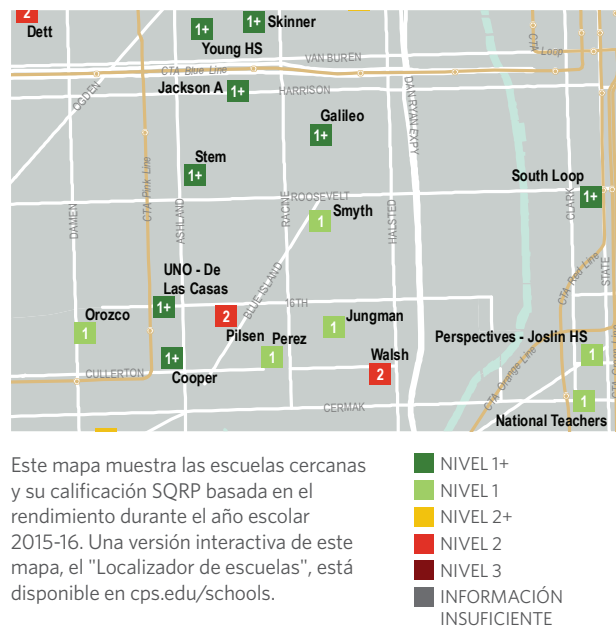 2
Dett
1+
Skinner
1+
Young HS
VAN BUREN
CTA Loop
CTA Blue Line
Jackson A
1+
HARRISON
OGDEN
DAN RYAN EXPY
Galileo
1+
Stem
1+
CTA Pink Line
ASHLAND
RACINE
ROOSEVELT
Smyth
1
HALSTED
DAMEN
South Loop
1+
CLARK
STATE
CTA Red Line
CTA Green Line
UNO - De
Las Casas
1+
BLUE ISLAND
16TH
2
Pilsen
Orozco
1
Jungman
1
Perez
1
Perspectives - Joslin HS
1
Walsh
2
1+
Cooper
CULLERTON
CTA Orange Line
CERMAK
1
National Teachers
Este mapa muestra las escuelas cercanas
y su calificación SQRP basada en el
rendimiento durante el año escolar
2015-16. Una versión interactiva de este
mapa, el "Localizador de escuelas", está
disponible en cps.edu/schools.
NIVEL 1+
NIVEL 1
NIVEL 2+
NIVEL 2
NIVEL 3
INFORMACIÓN
INSUFICIENTE